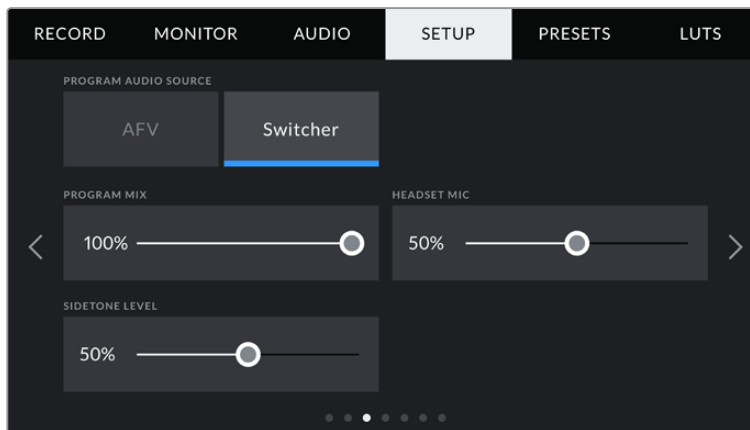 RECORD MONITOR AUDIO SETUP PRESETS LUTS
PROGRAM AUDIO SOURCE
AFV Switcher
PROGRAM MIX HEADSET MIC
100% 50%
SIDETONE LEVEL
50%